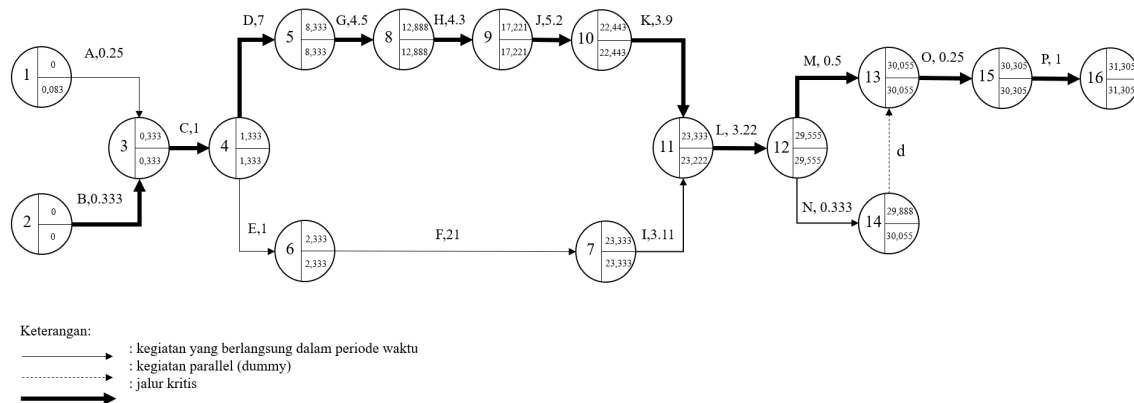 D,7
G,4.5
H,4.3
J,5.2
K,3.9
5
8,333
8,333
8
12,888
12,888
9
17,221
17,221
10
22,443
22,443
A,0.25
1
0
0,083
M, 0.5
13
30,055
30,055
O, 0.25
15
30,305
30,305
P, 1
16
31,305
31,305
3
0,333
0,333
C,1
4
1,333
1,333
11
23,333
23,222
L, 3.22
12
29,555
29,555
d
B,0.333
2
0
0
N, 0.333
14
29,888
30,055
E,1
6
2,333
2,333
F,21
7
23,333
23,333
I,3.11
Keterangan:
: kegiatan yang berlangsung dalam periode waktu
: kegiatan parallel (dummy)
: jalur kritis